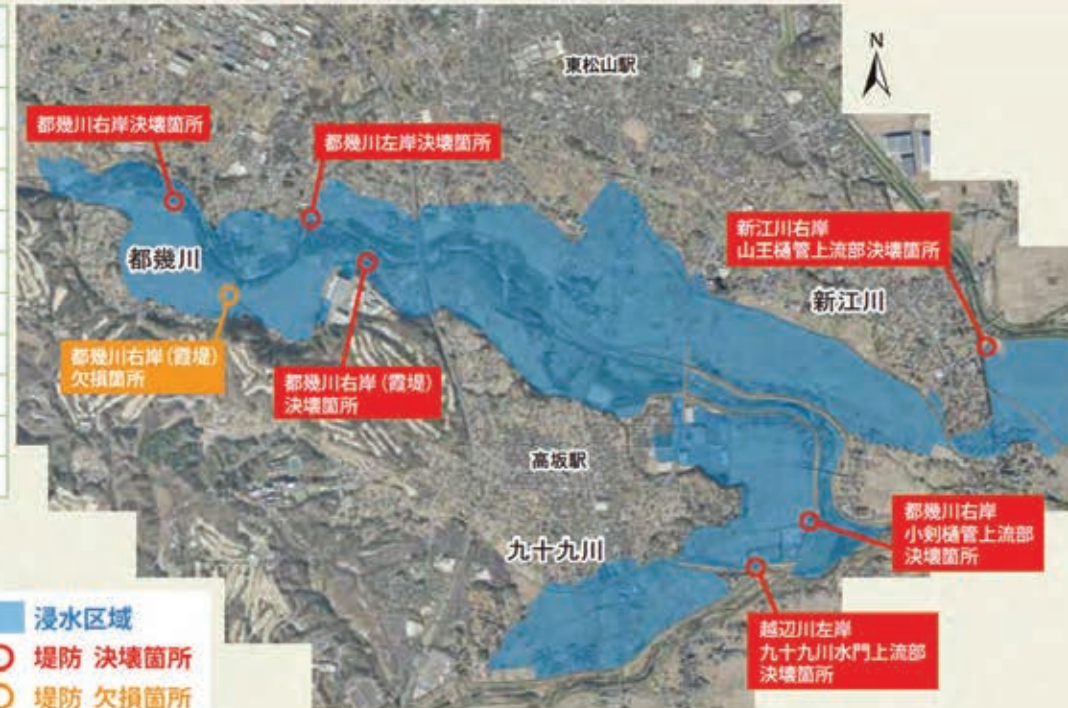 東松山駅
N
都幾川右岸決壊箇所
都幾川左岸決壊箇所
新江川右岸
山王樋管上流部決壊箇所
都幾川
新江川
都幾川右岸(霞堤)
欠損箇所
都幾川右岸(霞堤)
決壊箇所
高坂駅
都幾川右岸
小剣樋管上流部
決壊箇所
九十九川
越辺川左岸
九十九川水門上流部
決壊箇所
浸水区域
堤防 決壊箇所
堤防 欠損箇所